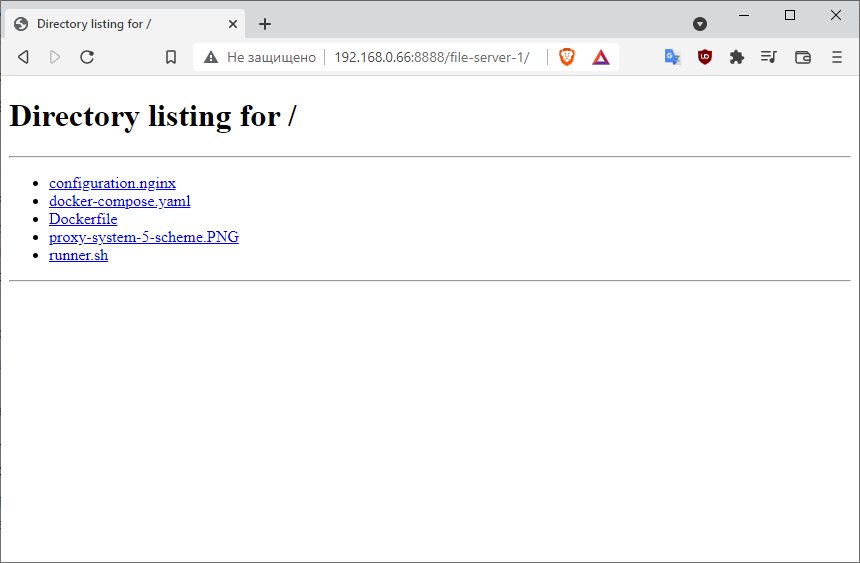 Directory listing for /
Не защищено
192.168.0.66:8888/file-server-1/
Directory listing for /
configuration.nginx
docker-compose.yaml
Dockerfile
proxy-system-5-scheme.PNG
runner.sh